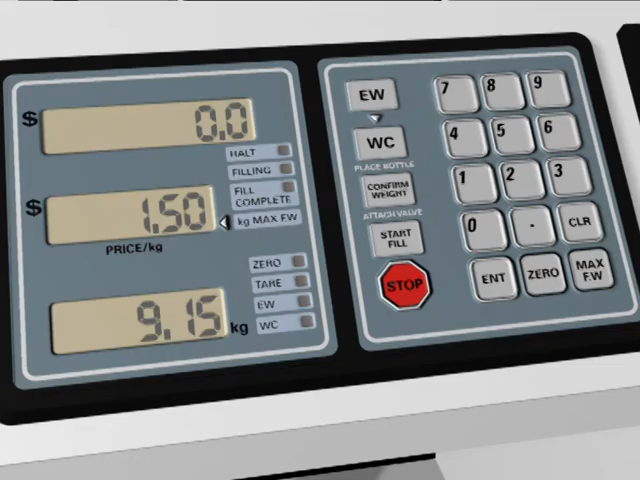 $ 0.0
HALT
FILLING
FILL
COMPLETE
$ 1.50
kg MAX F.W
PRICE/kg
ZERO
TARE
EW
WC
9.15 kg
EW
WC
PLACE BOTTLE
CONFIRM
WEIGHT
ATTACH VALVE
START
FILL
STOP
7 8 9
4 5 6
1 2 3
0 . CLR
ENT ZERO MAX
F.W